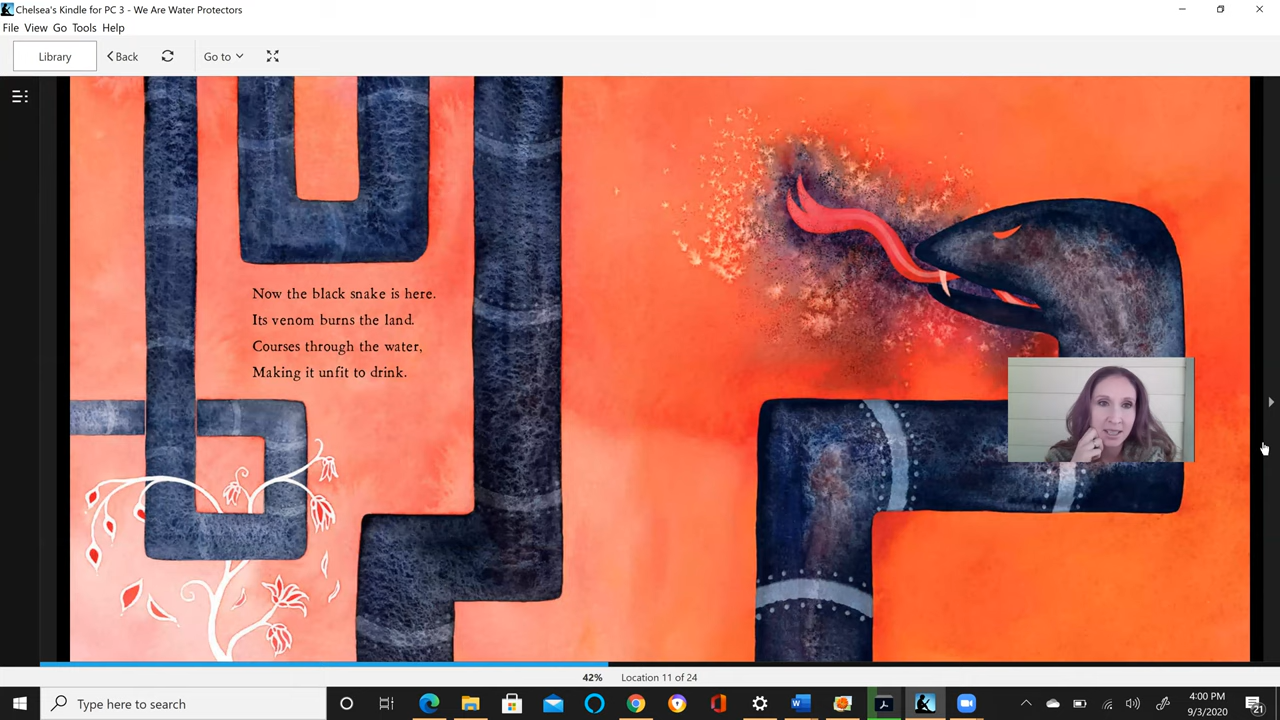 Chelsea's Kindle for PC 3 - We Are Water Protectors
File View Go Tools Help
Library
Back
Go to
Now the black snake is here.
Its venom burns the land.
Courses through the water,
Making it unfit to drink.
42% Location 11 of 24
Type here to search
4:00 PM
9/3/2020
21